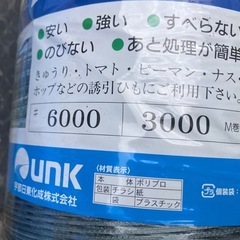 ●安い ●強い ●すべらない
●のびない ●あと処理が簡単
きゅうり、トマト・ピーマン・ナス
ホップなどの誘引ひもにご利用下さい
# 6000 3000 M巻
unk
宇部日東化成株式会社
〈材質表示〉
本体 ポリプロ
包装 チラシ 紙
袋 プラスチック